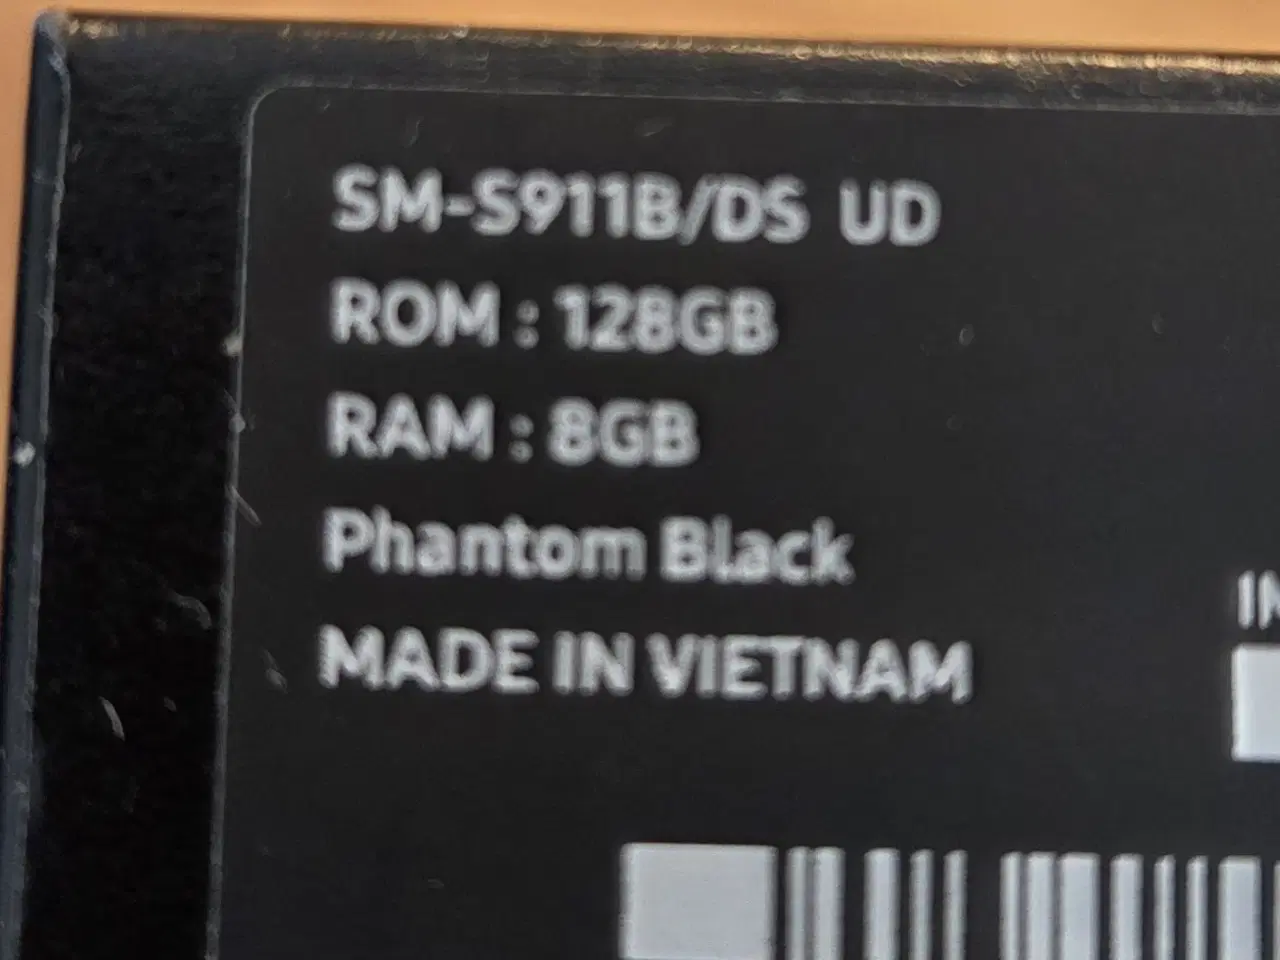 SM-S911B/DS UD
ROM : 128GB
RAM : 8GB
Phantom Black
MADE IN VIETNAM